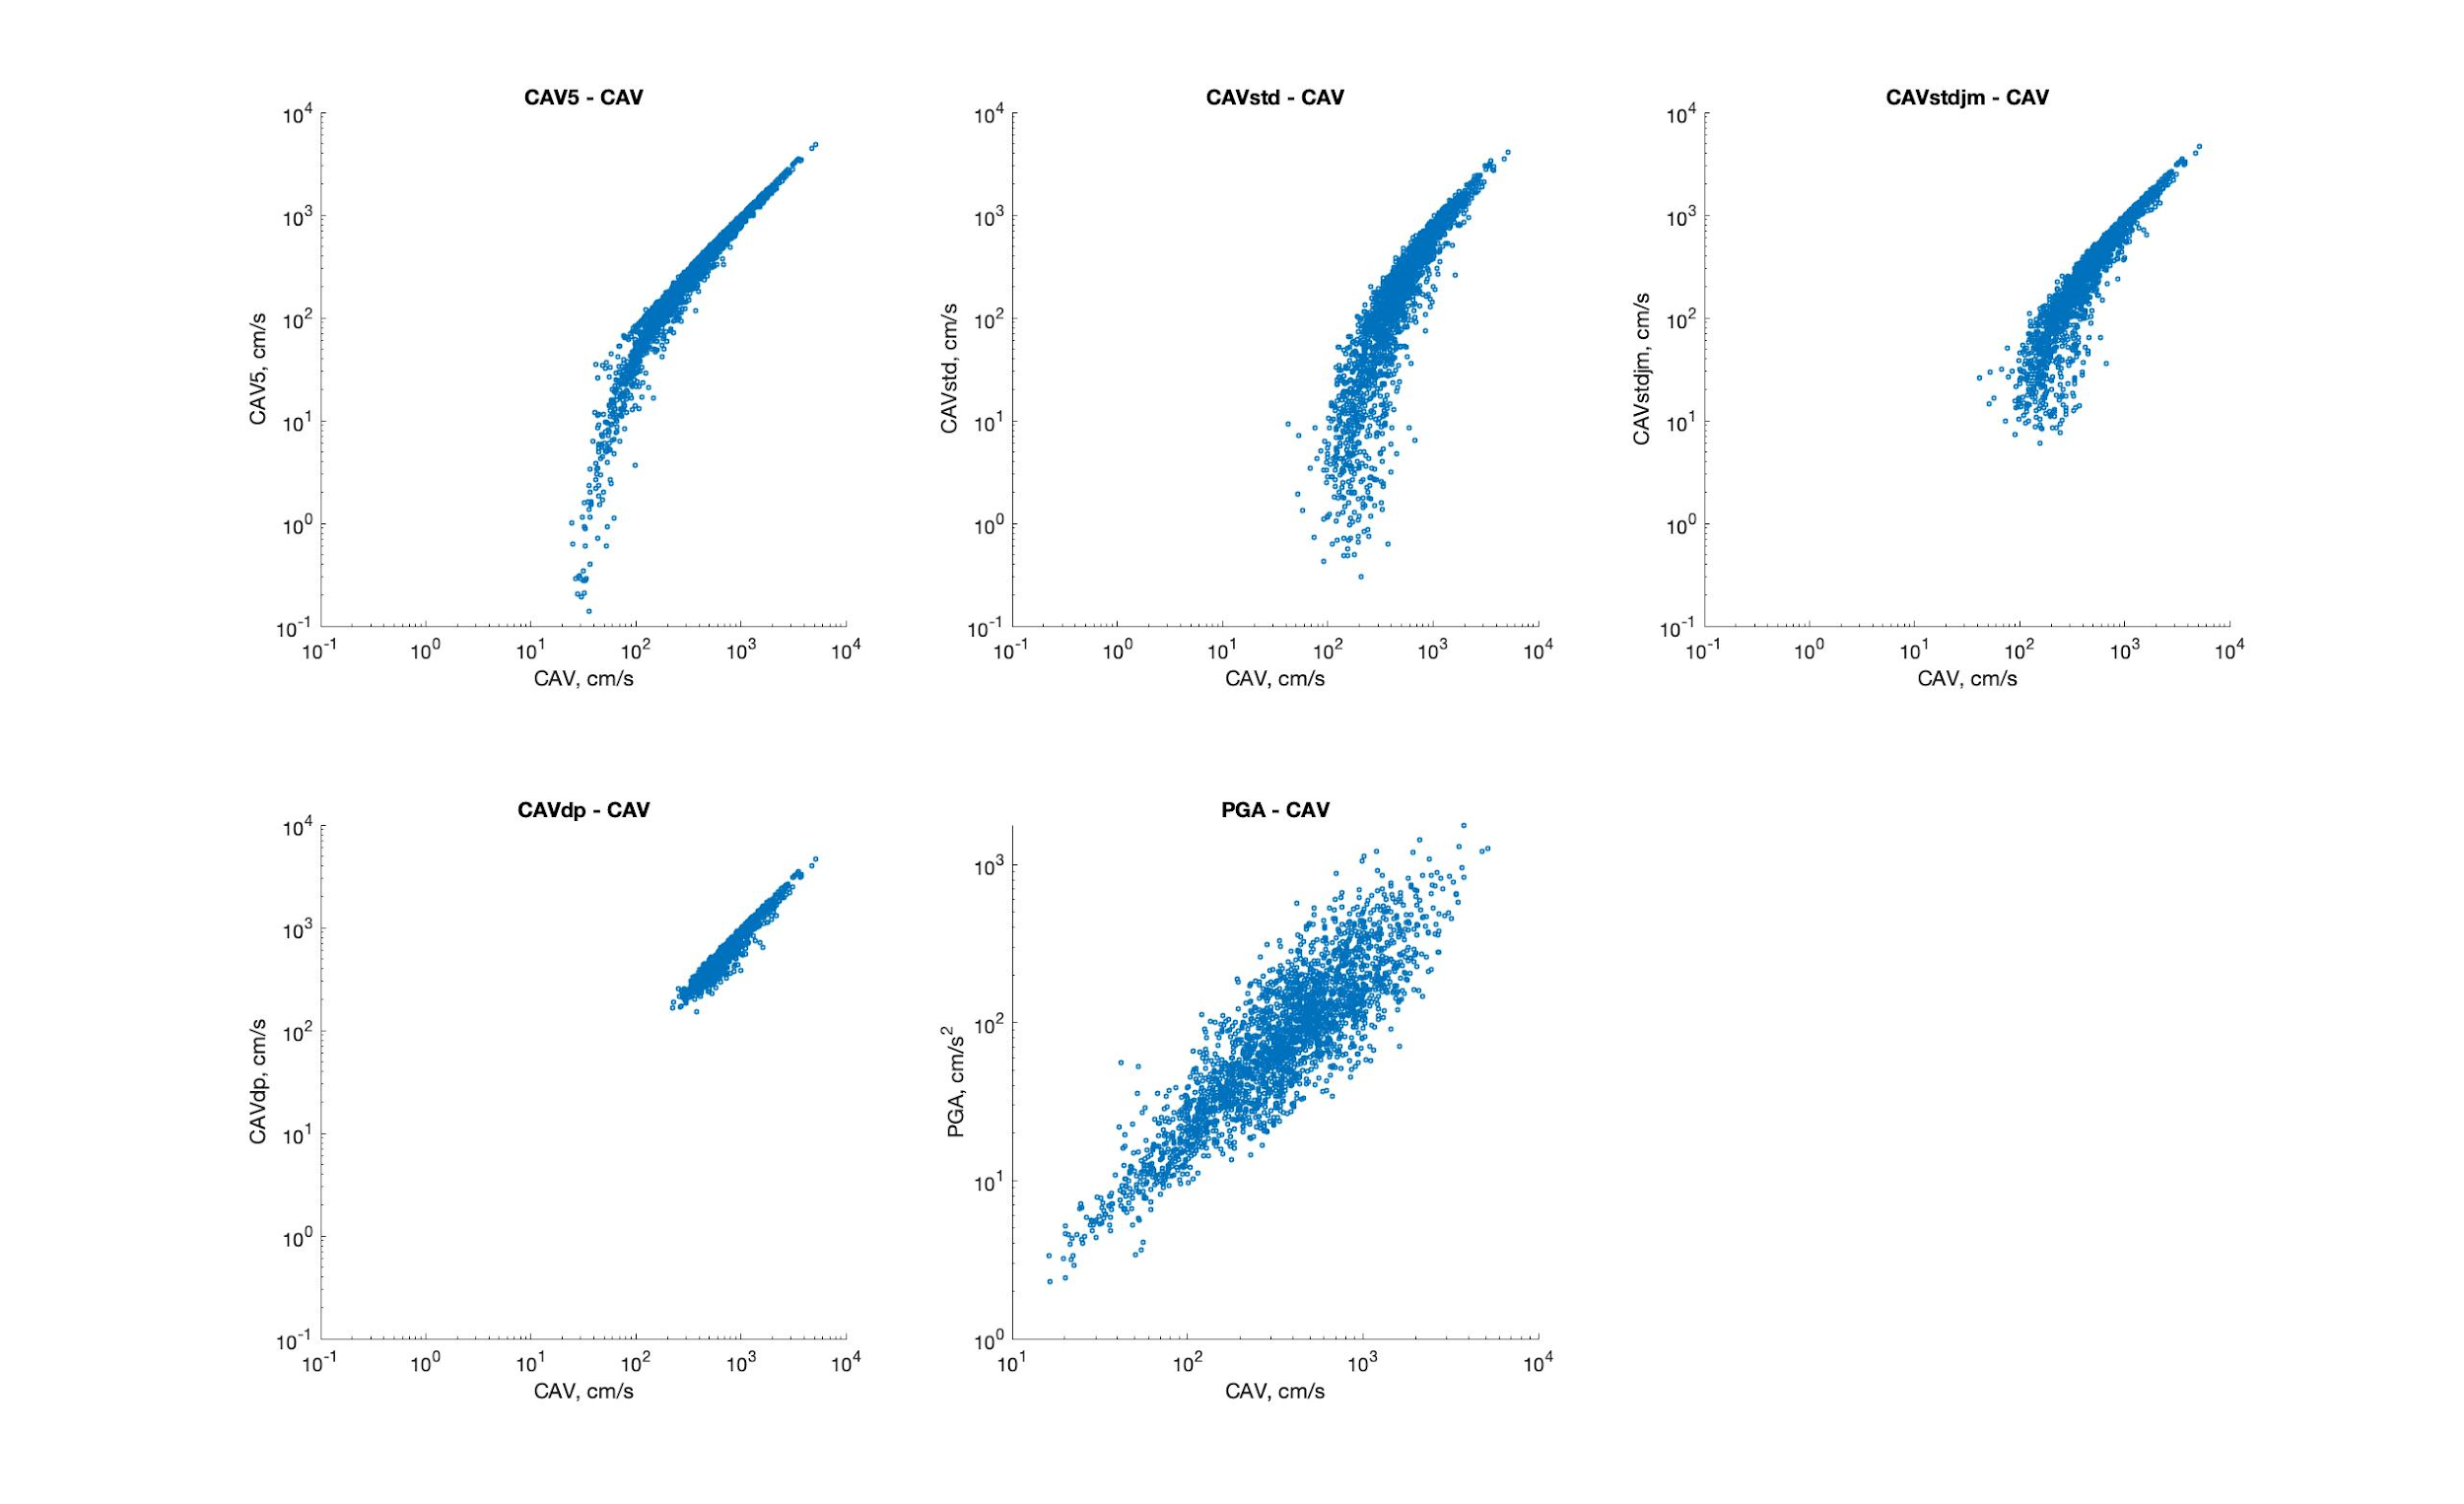 CAV5 - CAV
CAV5, cm/s
10^4
10^3
10^2
10^1
10^0
10^-1
10^-1 10^0 10^1 10^2 10^3 10^4
CAV, cm/s
CAVstd - CAV
CAVstd, cm/s
10^4
10^3
10^2
10^1
10^0
10^-1
10^-1 10^0 10^1 10^2 10^3 10^4
CAV, cm/s
CAVstdjm - CAV
CAVstdjm, cm/s
10^4
10^3
10^2
10^1
10^0
10^-1
10^-1 10^0 10^1 10^2 10^3 10^4
CAV, cm/s
CAVdp - CAV
CAVdp, cm/s
10^4
10^3
10^2
10^1
10^0
10^-1
10^-1 10^0 10^1 10^2 10^3 10^4
CAV, cm/s
PGA - CAV
PGA, cm/s^2
10^3
10^2
10^1
10^0
10^1 10^2 10^3 10^4
CAV, cm/s